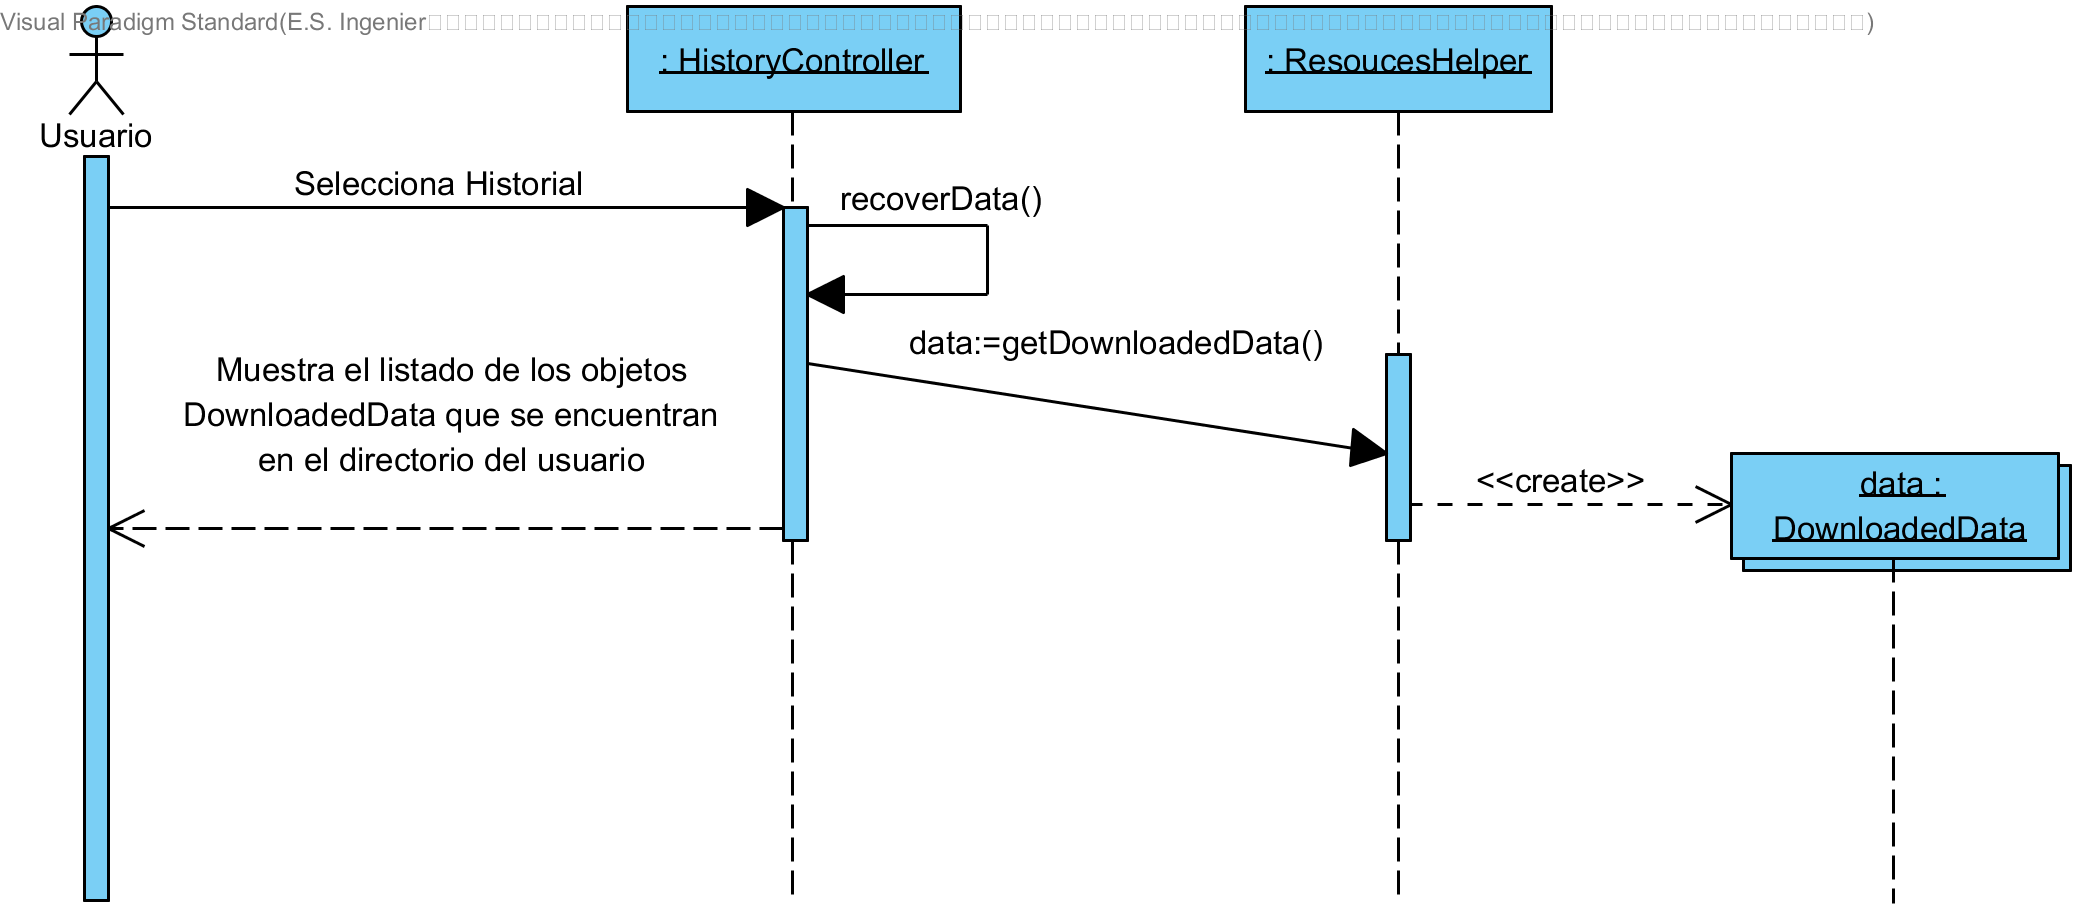 Visual Paradigm Standard(E.S. Ingenier
: HistoryController
: ResoucesHelper
Usuario
Selecciona Historial
recoverData()
data:=getDownloadedData()
Muestra el listado de los objetos
DownloadedData que se encuentran
en el directorio del usuario
<<create>>
data :
DownloadedData